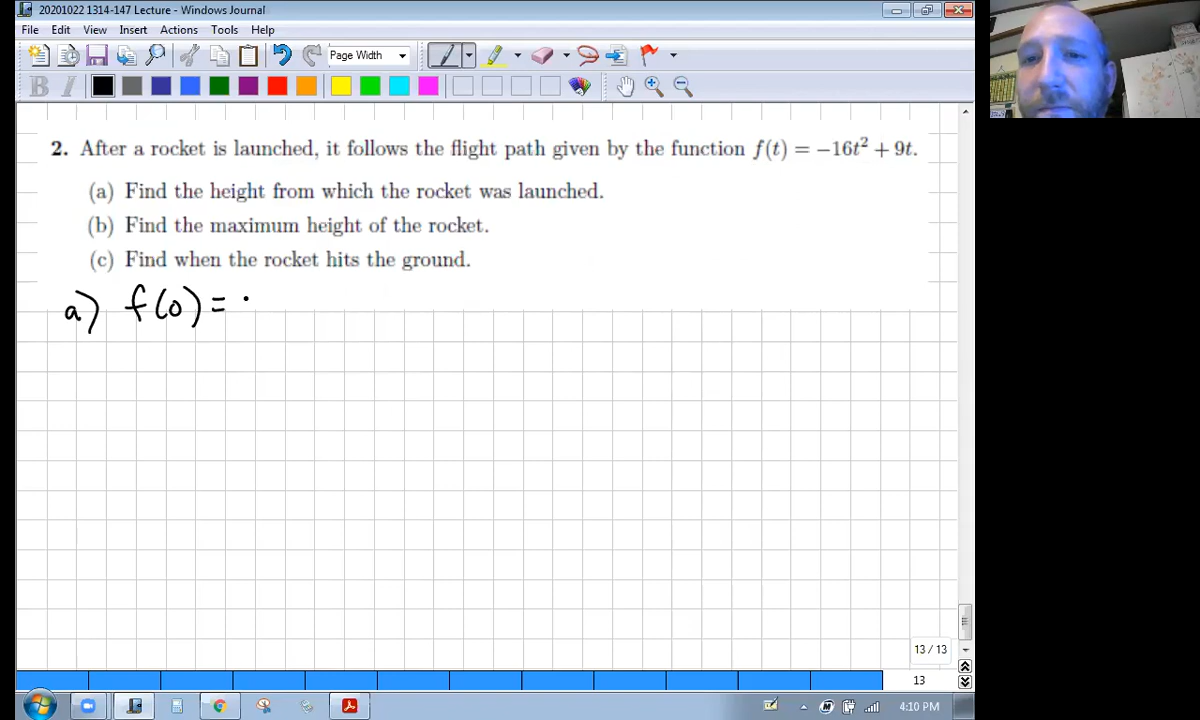 20201022 1314-147 Lecture - Windows Journal
File Edit View Insert Actions Tools Help
Page Width
B I
2. After a rocket is launched, it follows the flight path given by the function f(t) = −16t² + 9t.
(a) Find the height from which the rocket was launched.
(b) Find the maximum height of the rocket.
(c) Find when the rocket hits the ground.
a) f(0) =
13 / 13
13
4:10 PM